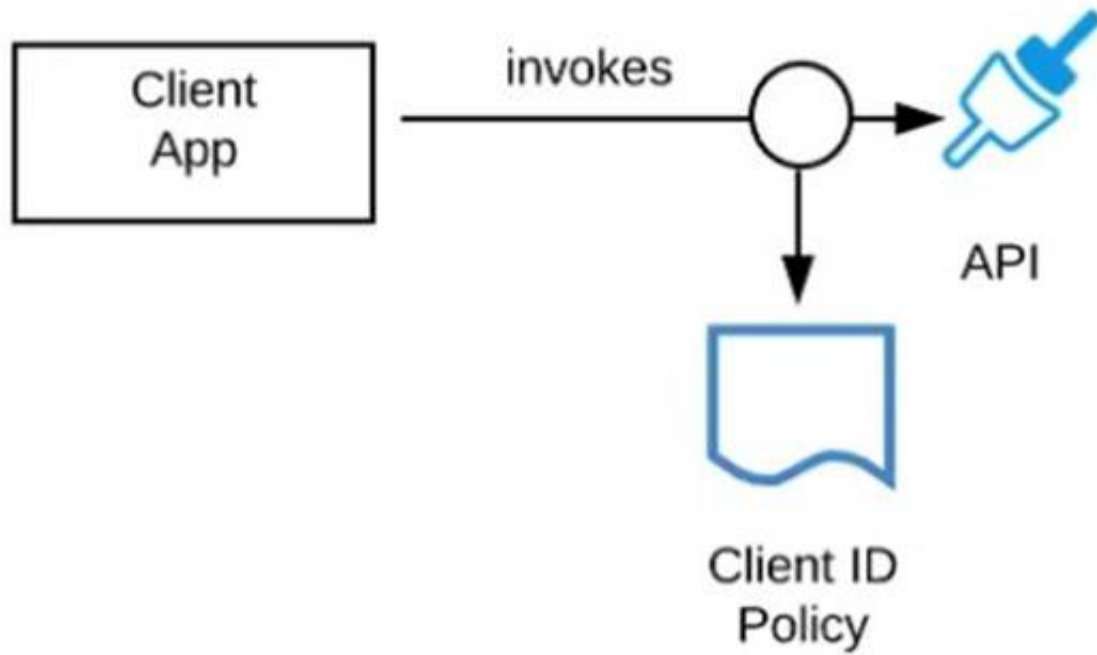 Client
App
invokes
API
Client ID
Policy